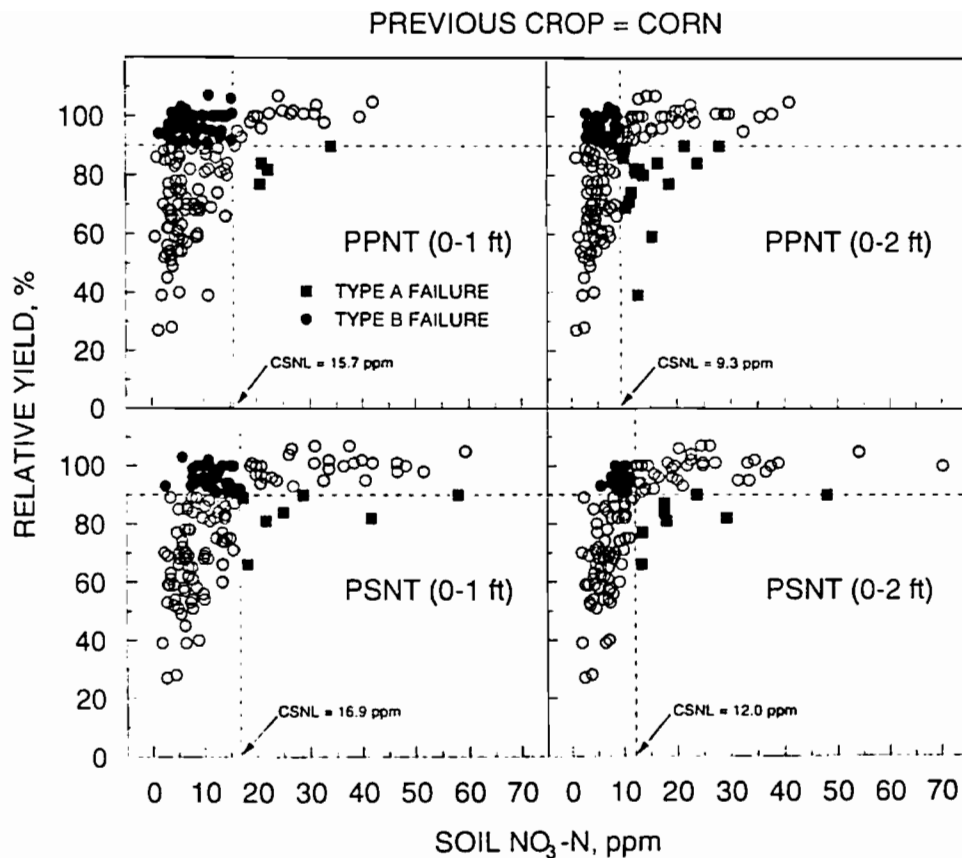 PREVIOUS CROP = CORN
RELATIVE YIELD, %
100
80
60
40
20
0
PPNT (0-1 ft)
■ TYPE A FAILURE
● TYPE B FAILURE
CSNL = 15.7 ppm
PPNT (0-2 ft)
CSNL = 9.3 ppm
100
80
60
40
20
0
PSNT (0-1 ft)
CSNL = 16.9 ppm
PSNT (0-2 ft)
CSNL = 12.0 ppm
0 10 20 30 40 50 60 70
0 10 20 30 40 50 60 70
SOIL NO₃-N, ppm